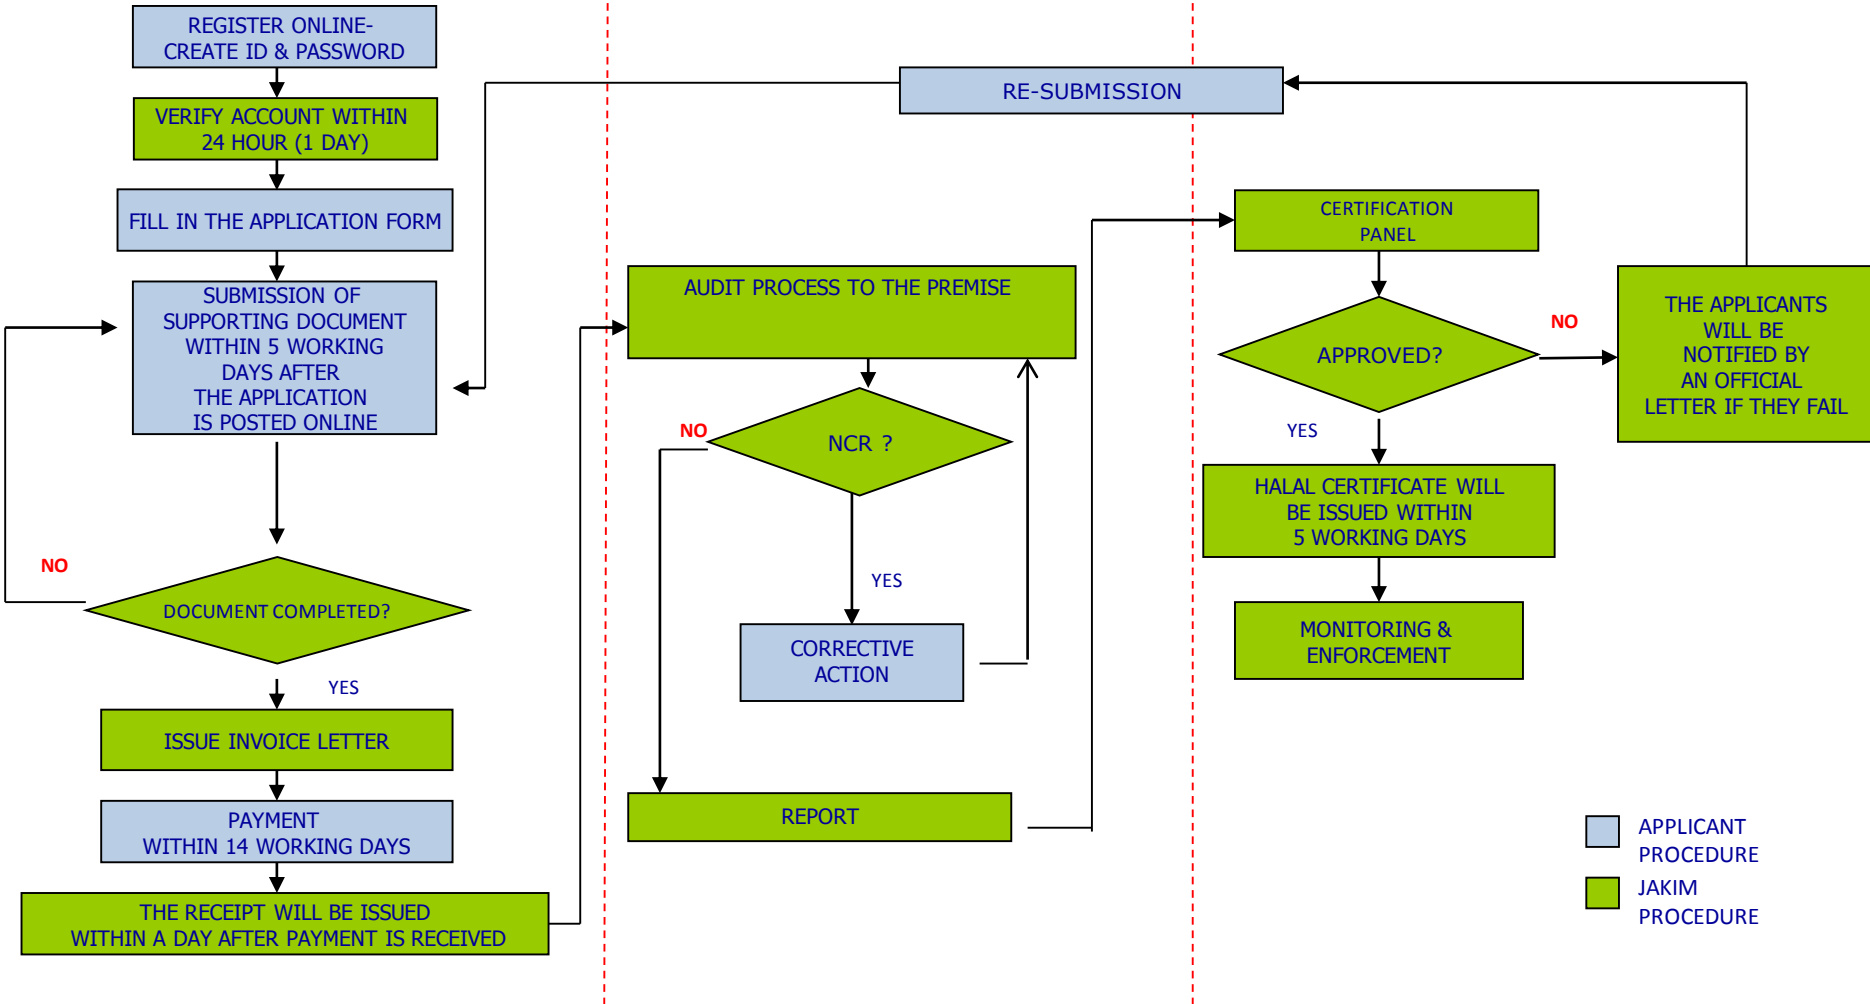 REGISTER ONLINE-
CREATE ID & PASSWORD
VERIFY ACCOUNT WITHIN
24 HOUR (1 DAY)
FILL IN THE APPLICATION FORM
SUBMISSION OF
SUPPORTING DOCUMENT
WITHIN 5 WORKING
DAYS AFTER
THE APPLICATION
IS POSTED ONLINE
NO
DOCUMENT COMPLETED?
YES
ISSUE INVOICE LETTER
PAYMENT
WITHIN 14 WORKING DAYS
THE RECEIPT WILL BE ISSUED
WITHIN A DAY AFTER PAYMENT IS RECEIVED
RE-SUBMISSION
AUDIT PROCESS TO THE PREMISE
NO
NCR ?
YES
CORRECTIVE
ACTION
REPORT
CERTIFICATION
PANEL
APPROVED?
NO
THE APPLICANTS
WILL BE
NOTIFIED BY
AN OFFICIAL
LETTER IF THEY FAIL
YES
HALAL CERTIFICATE WILL
BE ISSUED WITHIN
5 WORKING DAYS
MONITORING &
ENFORCEMENT
APPLICANT
PROCEDURE
JAKIM
PROCEDURE